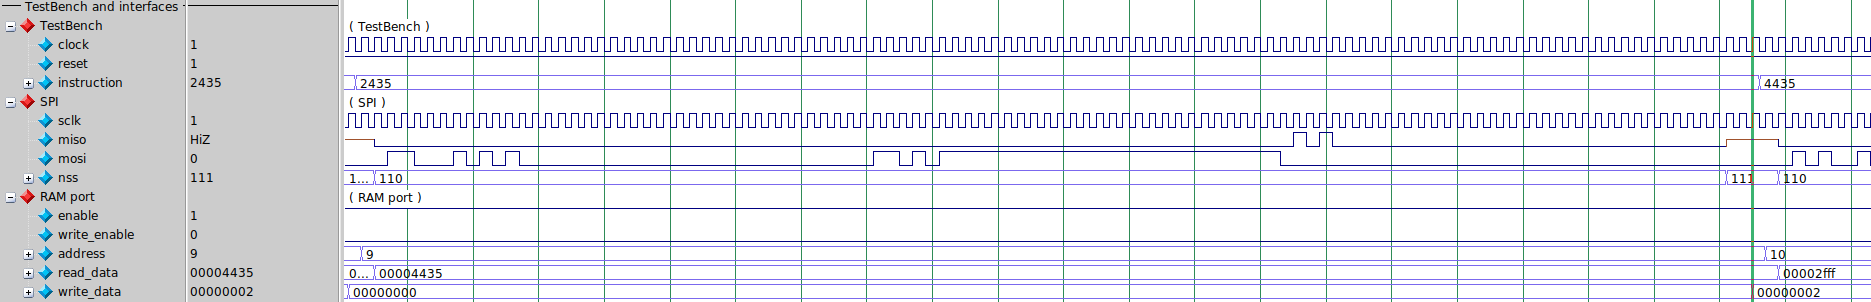 TestBench and interfaces
TestBench ( TestBench )
clock 1
reset 1
instruction 2435 2435 4435
SPI ( SPI )
sclk 1
miso HiZ
mosi 0
nss 111 1... 110 111 110
RAM port ( RAM port )
enable 1
write_enable 0
address 9 9 10
read_data 00004435 0... 00004435 00002fff
write_data 00000002 00000000 00000002